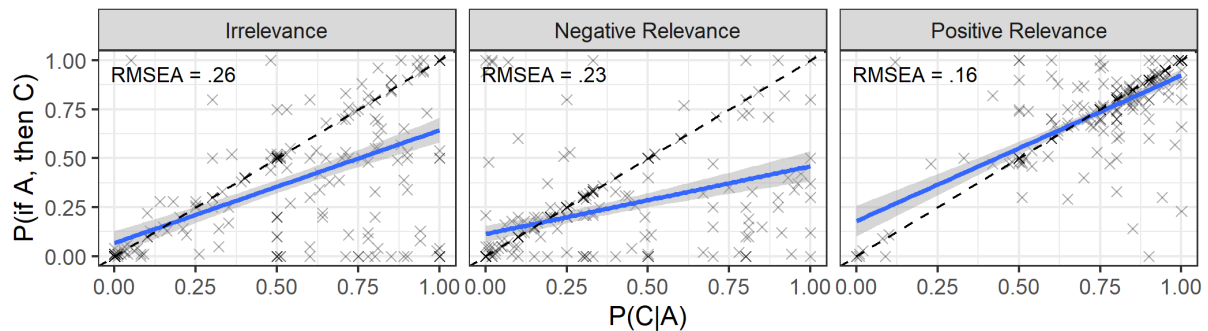 Irrelevance
Negative Relevance
Positive Relevance
RMSEA = .26
RMSEA = .23
RMSEA = .16
P(if A, then C)
1.00
0.75
0.50
0.25
0.00
0.00 0.25 0.50 0.75 1.00
0.00 0.25 0.50 0.75 1.00
0.00 0.25 0.50 0.75 1.00
P(C|A)